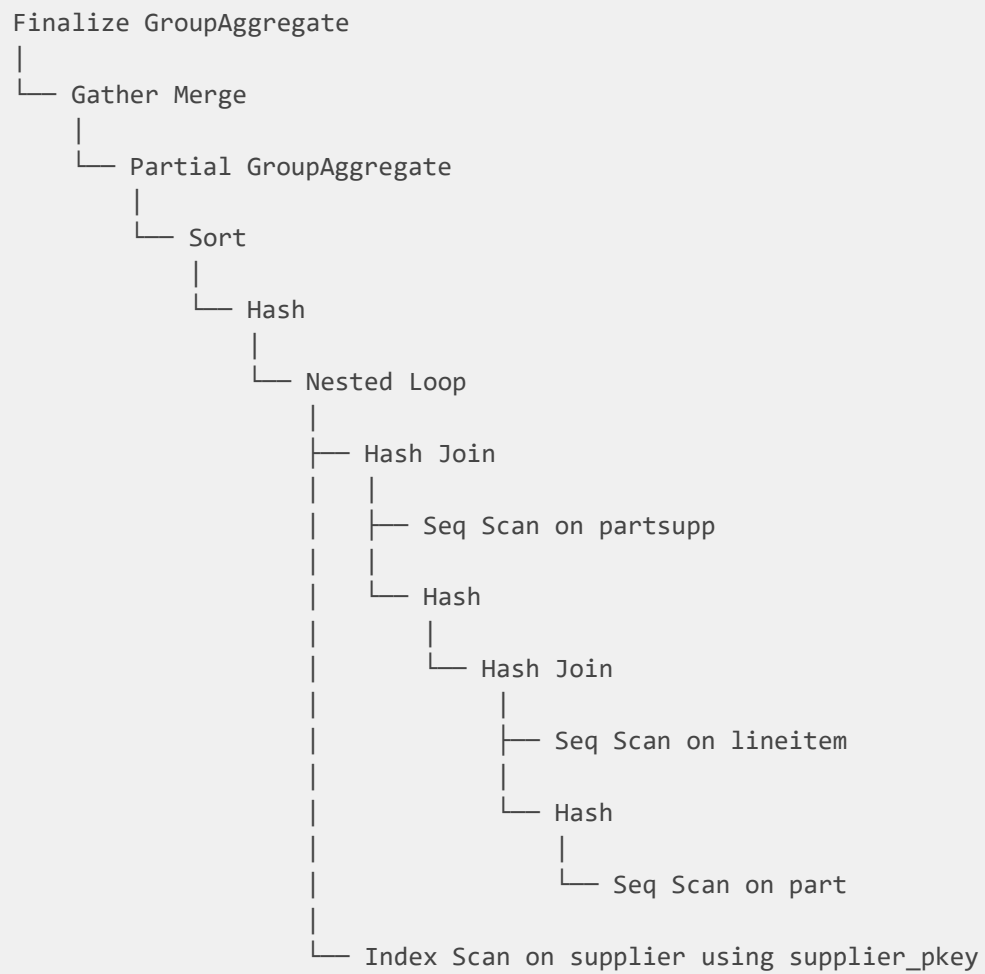 Finalize GroupAggregate
Gather Merge
Partial GroupAggregate
Sort
Hash
Nested Loop
Hash Join
Seq Scan on partsupp
Hash
Hash Join
Seq Scan on lineitem
Hash
Seq Scan on part
Index Scan on supplier using supplier_pkey